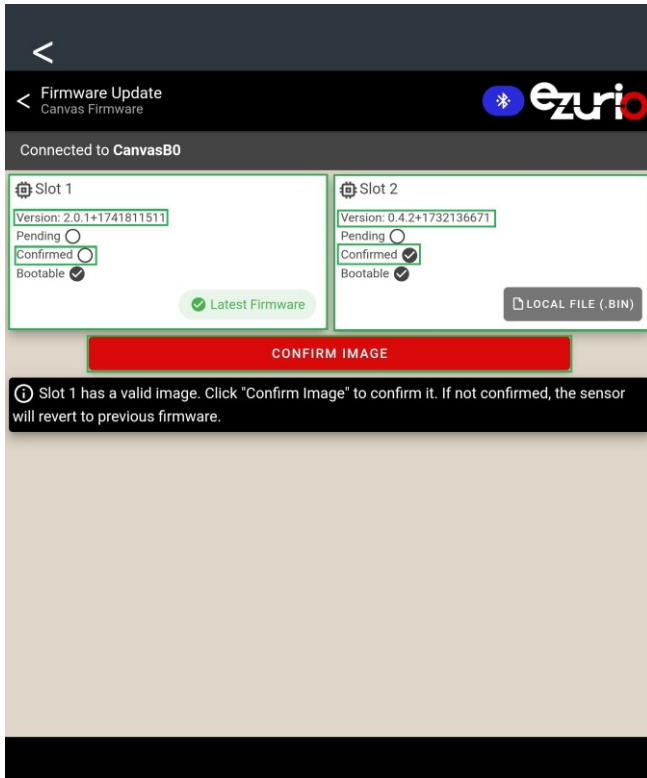 <
< Firmware Update
Canvas Firmware
ezurio
Connected to CanvasB0
Slot 1
Version: 2.0.1+1741811511
Pending
Confirmed
Bootable
Latest Firmware
Slot 2
Version: 0.4.2+1732136671
Pending
Confirmed
Bootable
LOCAL FILE (.BIN)
CONFIRM IMAGE
Slot 1 has a valid image. Click "Confirm Image" to confirm it. If not confirmed, the sensor
will revert to previous firmware.